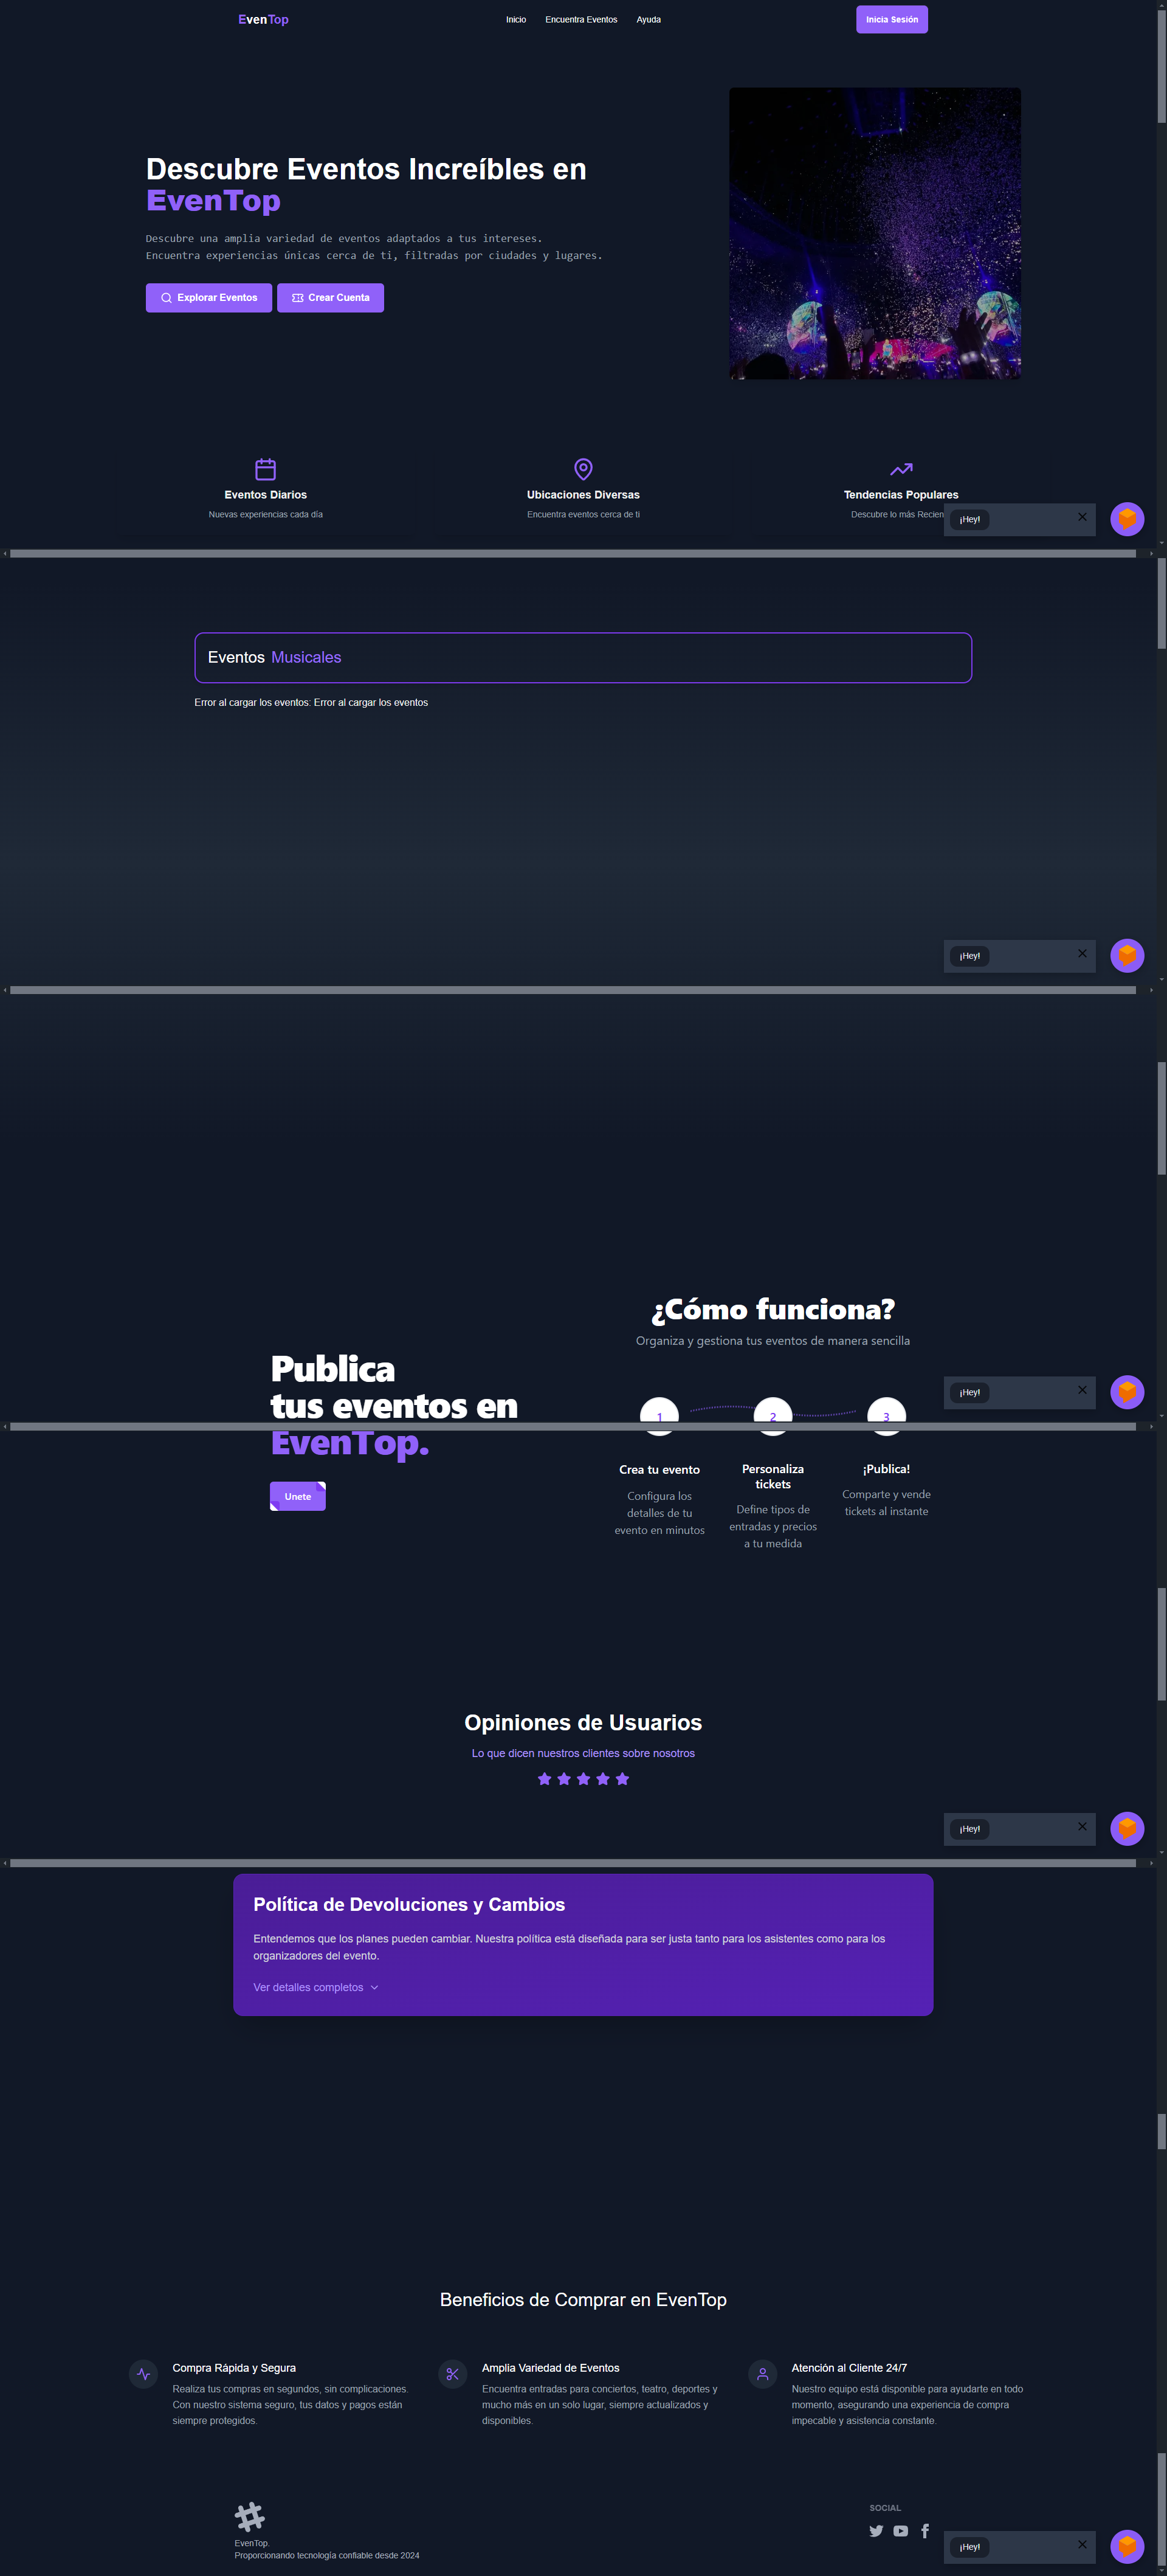 EvenTop
Inicio
Encuentra Eventos
Ayuda
Inicia Sesión
Descubre Eventos Increíbles en
EvenTop
Descubre una amplia variedad de eventos adaptados a tus intereses.
Encuentra experiencias únicas cerca de ti, filtradas por ciudades y lugares.
Explorar Eventos
Crear Cuenta
Eventos Diarios
Nuevas experiencias cada día
Ubicaciones Diversas
Encuentra eventos cerca de ti
Tendencias Populares
Descubre lo más Recien
¡Hey!
Eventos Musicales
Error al cargar los eventos: Error al cargar los eventos
¡Hey!
¿Cómo funciona?
Organiza y gestiona tus eventos de manera sencilla
Publica
tus eventos en
EvenTop.
Unete
¡Hey!
1
2
3
Crea tu evento
Configura los
detalles de tu
evento en minutos
Personaliza
tickets
Define tipos de
entradas y precios
a tu medida
¡Publica!
Comparte y vende
tickets al instante
Opiniones de Usuarios
Lo que dicen nuestros clientes sobre nosotros
¡Hey!
Política de Devoluciones y Cambios
Entendemos que los planes pueden cambiar. Nuestra política está diseñada para ser justa tanto para los asistentes como para los
organizadores del evento.
Ver detalles completos
Beneficios de Comprar en EvenTop
Compra Rápida y Segura
Realiza tus compras en segundos, sin complicaciones.
Con nuestro sistema seguro, tus datos y pagos están
siempre protegidos.
Amplia Variedad de Eventos
Encuentra entradas para conciertos, teatro, deportes y
mucho más en un solo lugar, siempre actualizados y
disponibles.
Atención al Cliente 24/7
Nuestro equipo está disponible para ayudarte en todo
momento, asegurando una experiencia de compra
impecable y asistencia constante.
EvenTop.
Proporcionando tecnología confiable desde 2024
SOCIAL
¡Hey!